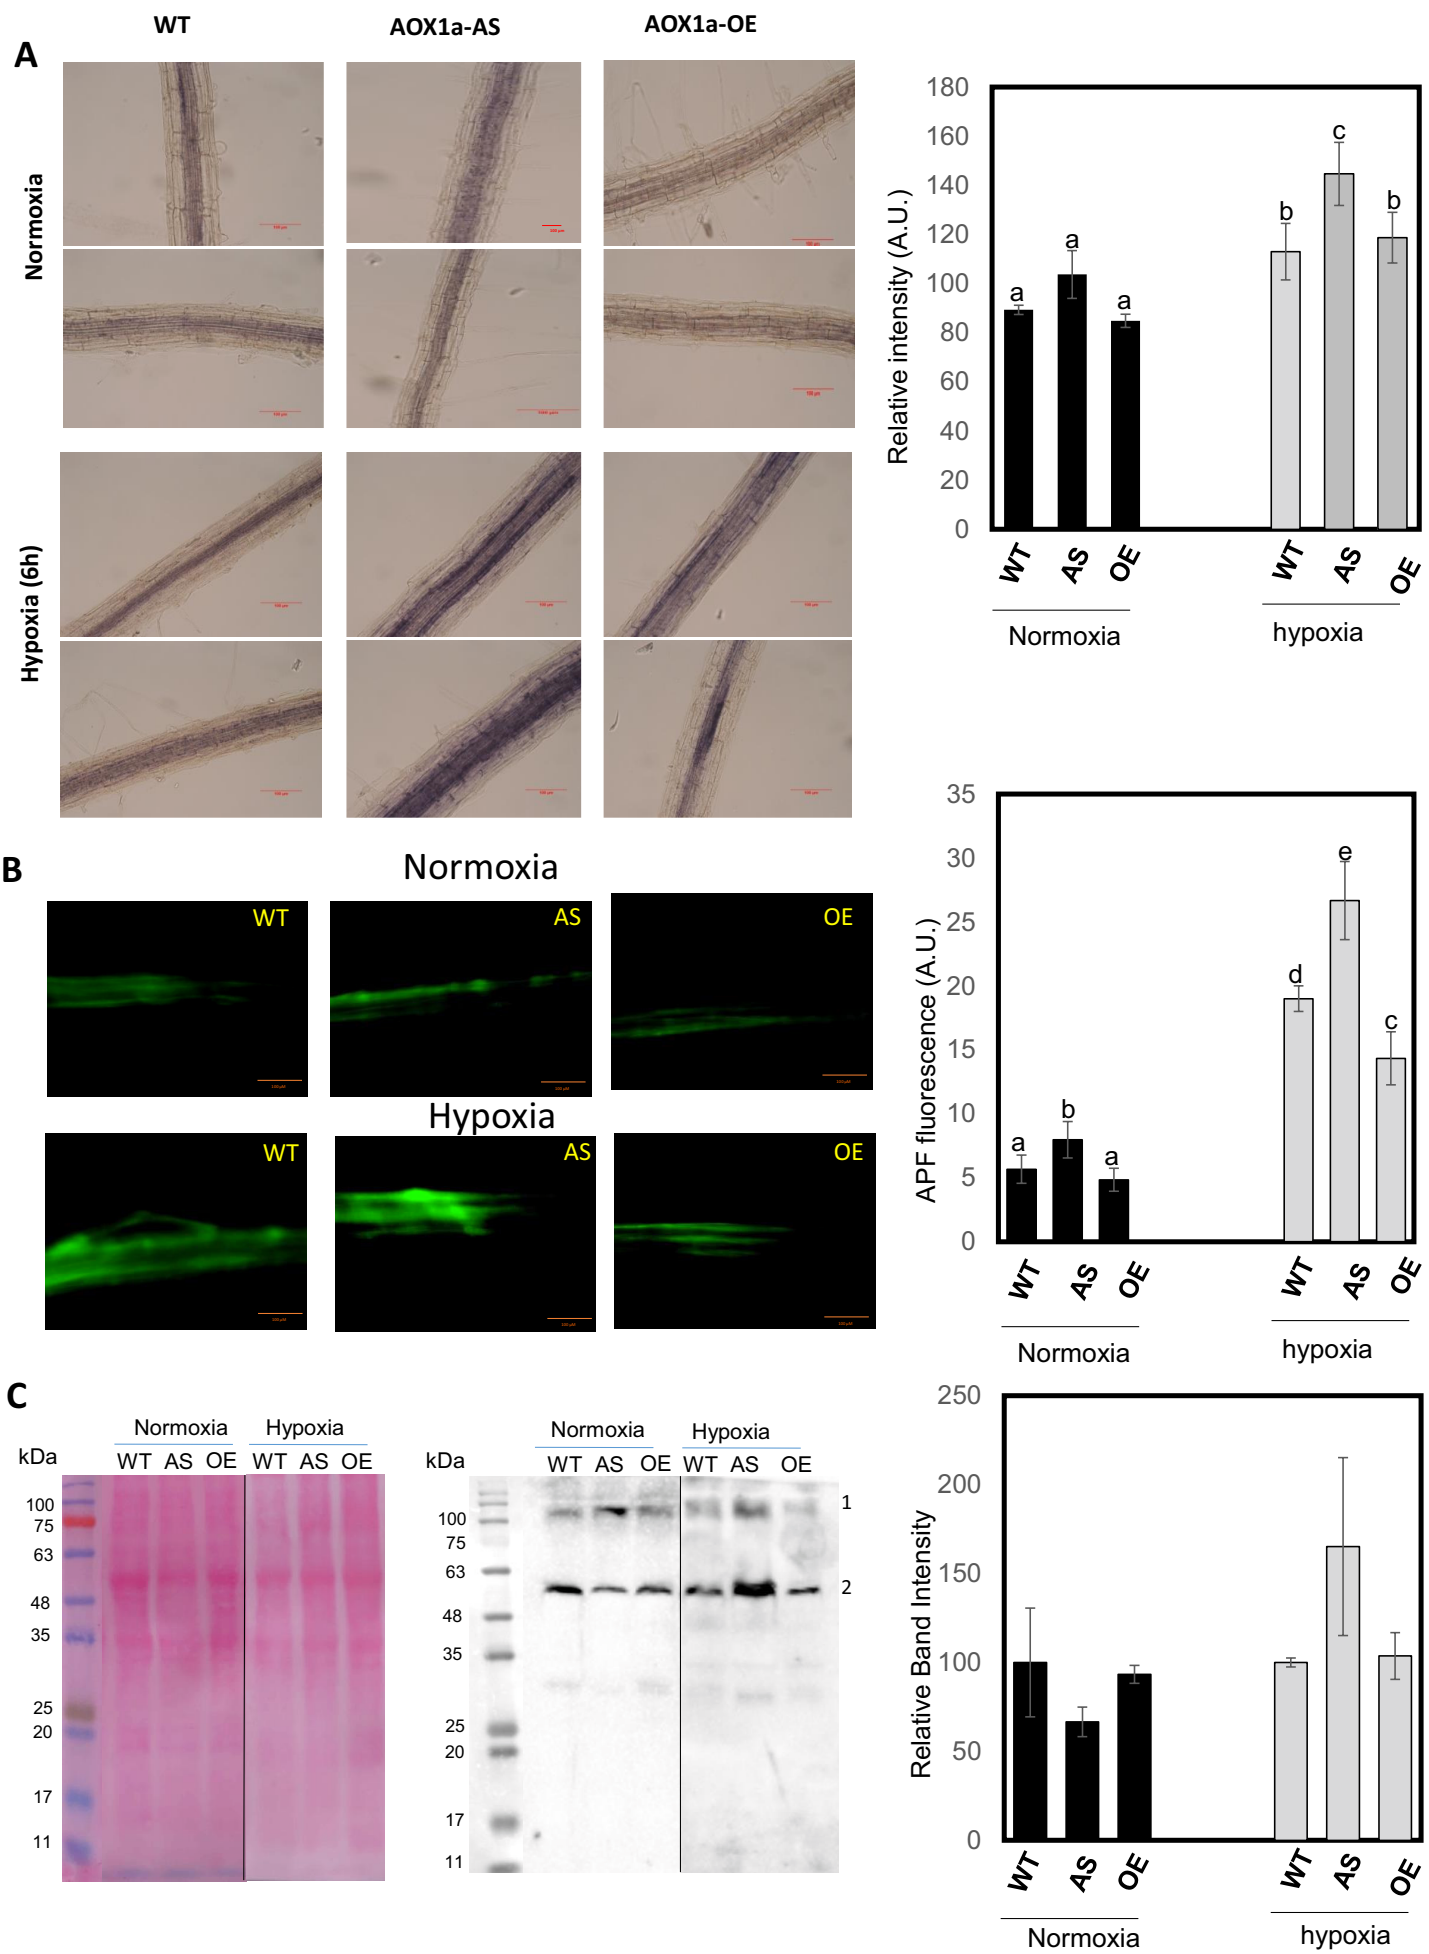 WT AOX1a-AS AOX1a-OE
A
Normoxia
Hypoxia (6h)
Relative intensity (A.U.)
180
160
140
120
100
80
60
40
20
0
a a a b c b
WT AS OE WT AS OE
Normoxia hypoxia
B
Normoxia
WT AS OE
Hypoxia
WT AS OE
APF fluorescence (A.U.)
35
30
25
20
15
10
5
0
a b a d e c
WT AS OE WT AS OE
Normoxia hypoxia
C
Normoxia Hypoxia
kDa WT AS OE WT AS OE
100
75
63
48
35
25
20
17
11
Normoxia Hypoxia
kDa WT AS OE WT AS OE
100
75
63
48
35
25
20
17
11
1
2
Relative Band Intensity
250
200
150
100
50
0
WT AS OE WT AS OE
Normoxia hypoxia